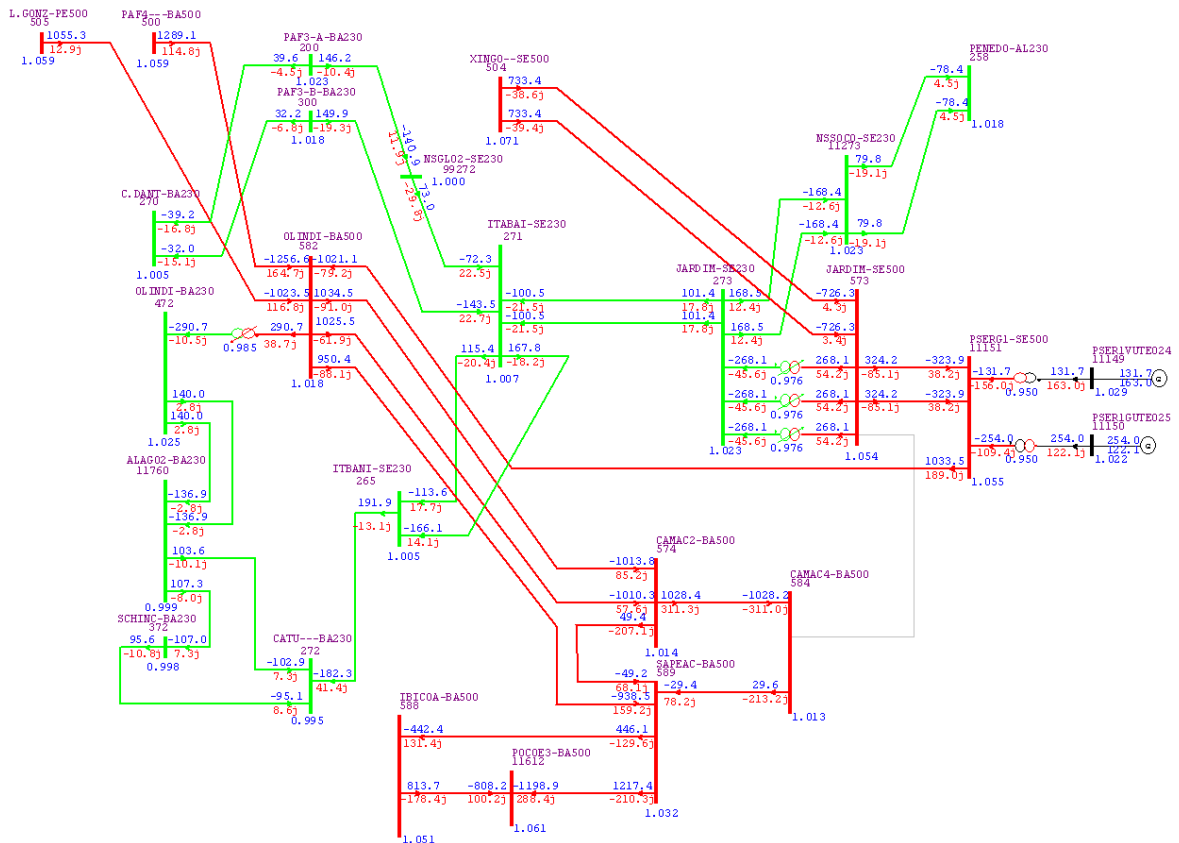 L.GONZ-PE500
505
1055.3
12.9j
1.059
PAF4---BA500
500
1289.1
114.8j
1.059
PAF3-A-BA230
200
39.6
146.2
-4.5j
-10.4j
1.023
PAF3-B-BA230
300
32.2
149.9
-6.8j
-19.3j
1.018
XINGO--SE500
504
733.4
-38.6j
733.4
-39.4j
1.071
PENEDO-AL230
258
-78.4
4.5j
-78.4
4.5j
1.018
-140.9
11.9j
NSGLO2-SE230
99272
1.000
73.0
-29.8j
NSSOCO-SE230
11273
79.8
-19.1j
-168.4
-12.6j
-168.4
79.8
-12.6j
-19.1j
1.023
C.DANT-BA230
270
-39.2
-16.8j
-32.0
-15.1j
1.005
OLINDI-BA500
582
-1256.6
-1021.1
164.7j
-79.2j
-1023.5
1034.5
116.8j
-91.0j
290.7
1025.5
38.7j
-61.9j
950.4
-88.1j
1.018
ITABAI-SE230
271
-72.3
22.5j
-100.5
-21.5j
-143.5
22.7j
-100.5
-21.5j
115.4
167.8
-20.4j
-18.2j
1.007
JARDIM-SE230
273
101.4
168.5
17.8j
12.4j
101.4
168.5
17.8j
12.4j
-268.1
-45.6j
0.976
-268.1
-45.6j
0.976
-268.1
-45.6j
0.976
1.023
JARDIM-SE500
573
-726.3
4.3j
-726.3
3.4j
268.1
324.2
54.2j
-85.1j
268.1
324.2
54.2j
-85.1j
268.1
54.2j
1.054
PSERG1-SE500
11151
-323.9
38.2j
-131.7
-156.0j
-323.9
38.2j
-254.0
-109.4j
1033.5
189.0j
1.055
0.950
0.950
PSER1VUTE024
11149
131.7
163.0j
131.7
163.0
1.029
PSER1GUTE025
11150
254.0
122.1j
254.0
122.1
1.022
OLINDI-BA230
472
-290.7
-10.5j
0.985
140.0
2.8j
140.0
2.8j
1.025
ALAGO2-BA230
11760
-136.9
-2.8j
-136.9
-2.8j
103.6
-10.1j
107.3
-8.0j
0.999
ITBANI-SE230
265
191.9
-113.6
-13.1j
17.7j
-166.1
14.1j
1.005
SCHINC-BA230
372
95.6
-107.0
-10.8j
7.3j
0.998
CATU---BA230
272
-102.9
7.3j
-182.3
41.4j
-95.1
8.6j
0.995
CAMAC2-BA500
574
-1013.8
85.2j
-1010.3
1028.4
57.6j
311.3j
49.4
-207.1j
1.014
CAMAC4-BA500
584
-1028.2
-311.0j
29.6
-213.2j
1.013
SAPEAC-BA500
589
-49.2
68.1j
-29.4
78.2j
-938.5
159.2j
446.1
-129.6j
1217.4
-210.3j
1.032
IBICOA-BA500
588
-442.4
131.4j
813.7
-178.4j
1.051
POCOE3-BA500
11612
-808.2
-1198.9
100.2j
288.4j
1.061